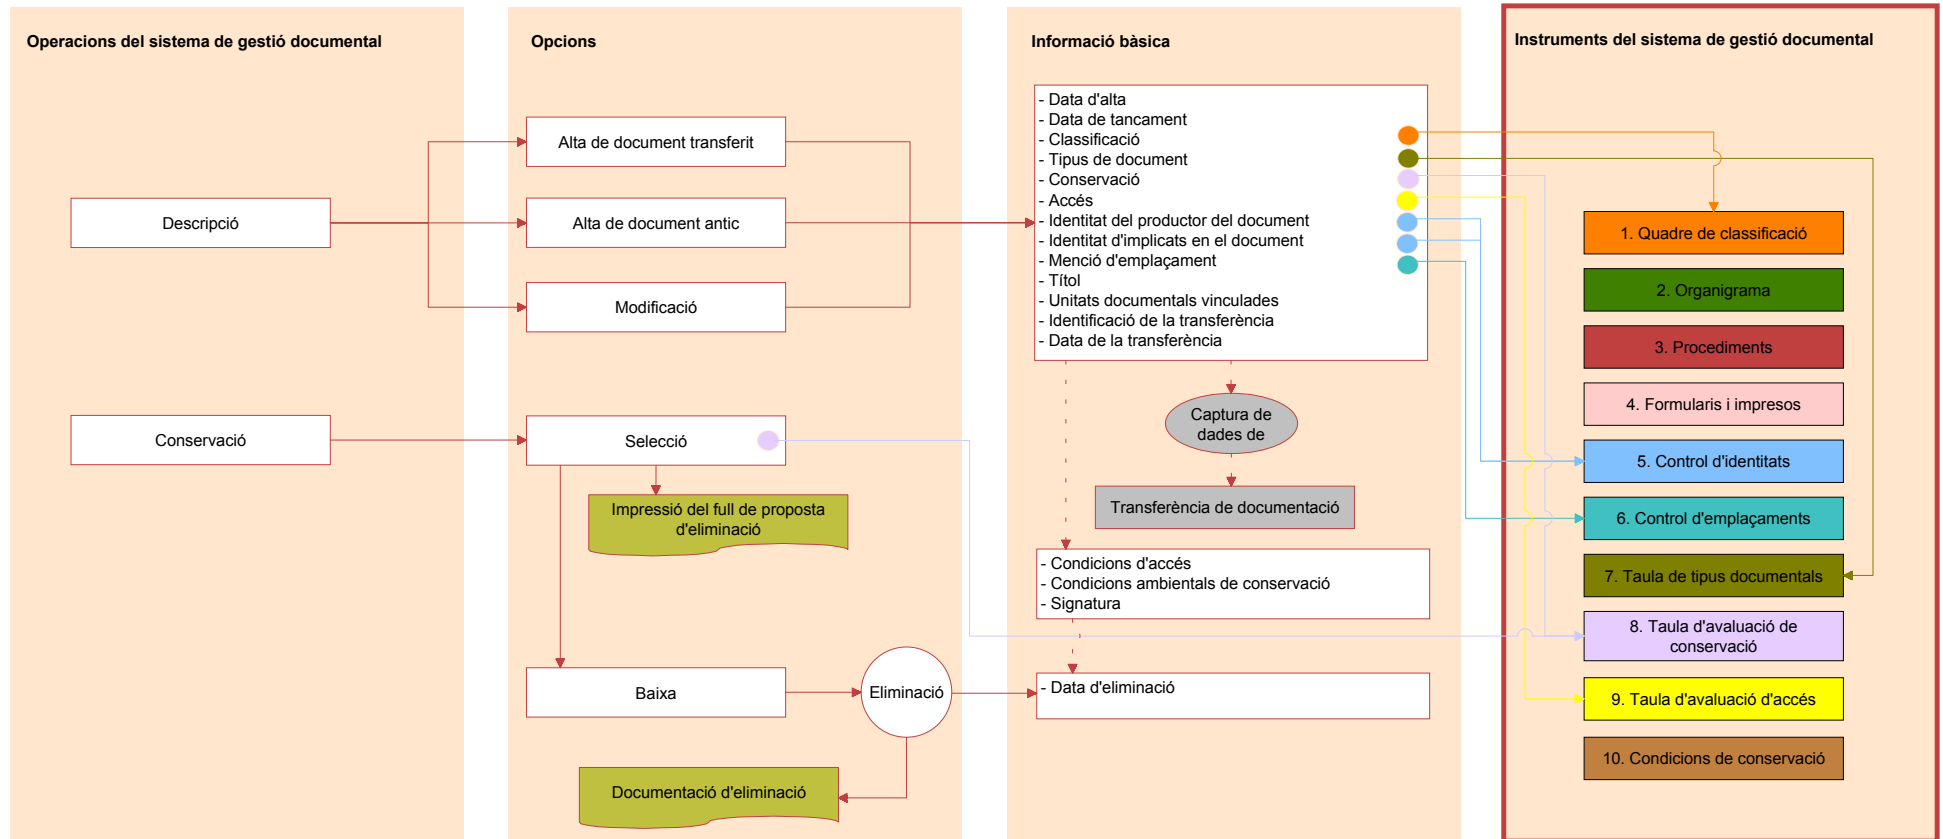 Operacions del sistema de gestió documental
Descripció
Conservació
Opcions
Alta de document transferit
Alta de document antic
Modificació
Selecció
Impressió del full de proposta
d'eliminació
Baixa
Eliminació
Documentació d'eliminació
Informació bàsica
- Data d'alta
- Data de tancament
- Classificació
- Tipus de document
- Conservació
- Accés
- Identitat del productor del document
- Identitat d'implicats en el document
- Menció d'emplaçament
- Títol
- Unitats documentals vinculades
- Identificació de la transferència
- Data de la transferència
Captura de
dades de
Transferència de documentació
- Condicions d'accés
- Condicions ambientals de conservació
- Signatura
- Data d'eliminació
Instruments del sistema de gestió documental
1. Quadre de classificació
2. Organigrama
3. Procediments
4. Formularis i impresos
5. Control d'identitats
6. Control d'emplaçaments
7. Taula de tipus documentals
8. Taula d'avaluació de
conservació
9. Taula d'avaluació d'accés
10. Condicions de conservació